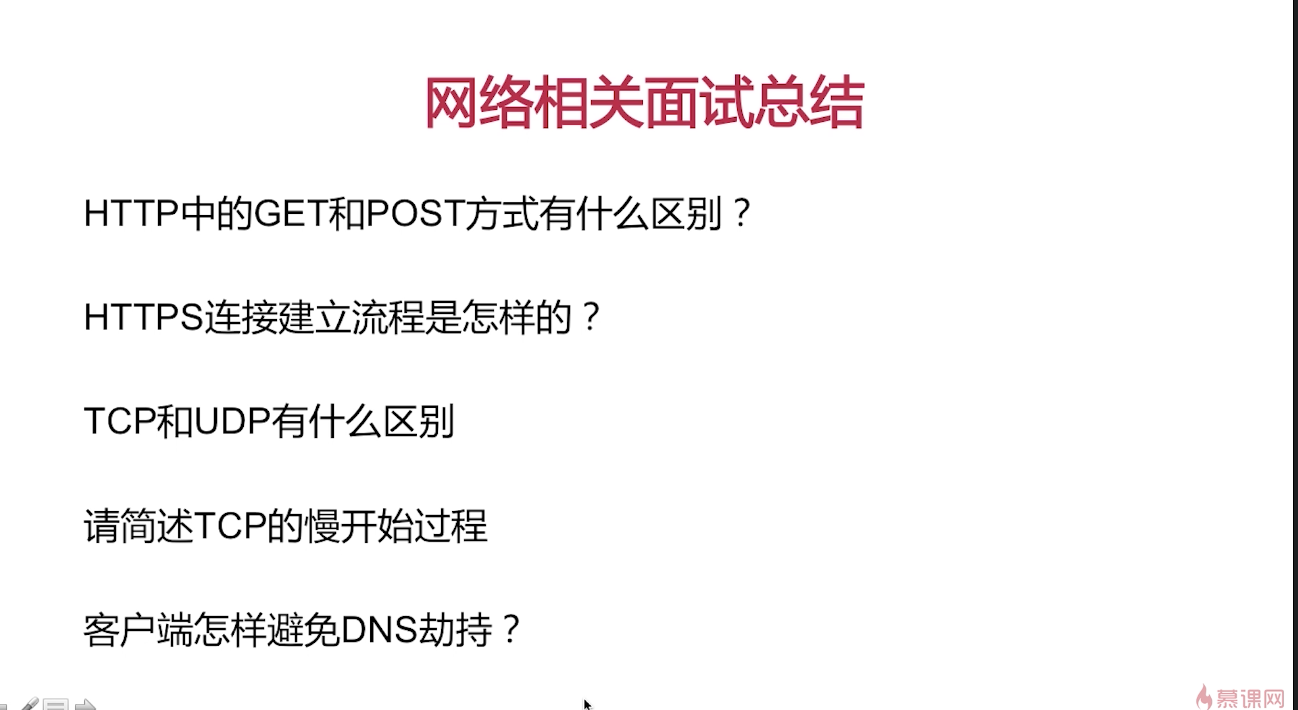 网络相关面试总结
HTTP中的GET和POST方式有什么区别？
HTTPS连接建立流程是怎样的？
TCP和UDP有什么区别
请简述TCP的慢开始过程
客户端怎样避免DNS劫持？
慕课网